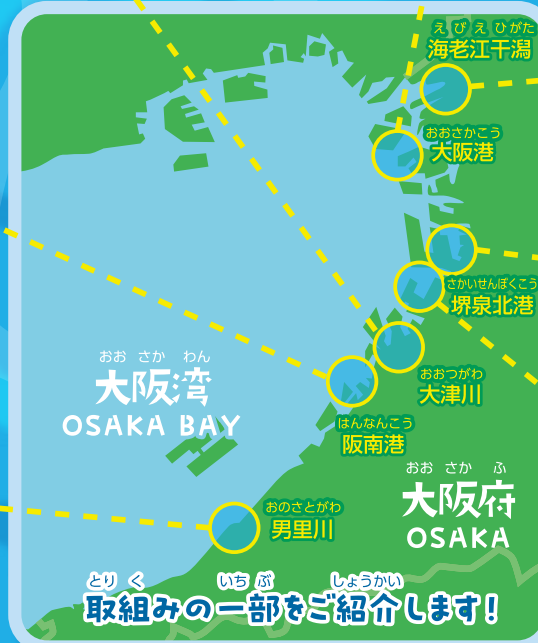 えびえひがた
海老江干潟
おおさかこう
大阪港
さかいせんぼくこう
堺泉北港
おおさかわん
大阪湾
OSAKA BAY
おおつがわ
大津川
はんなんこう
阪南港
おおさかふ
大阪府
OSAKA
おのさとがわ
男里川
とりく いちぶ しょうかい
取組みの一部をご紹介します!